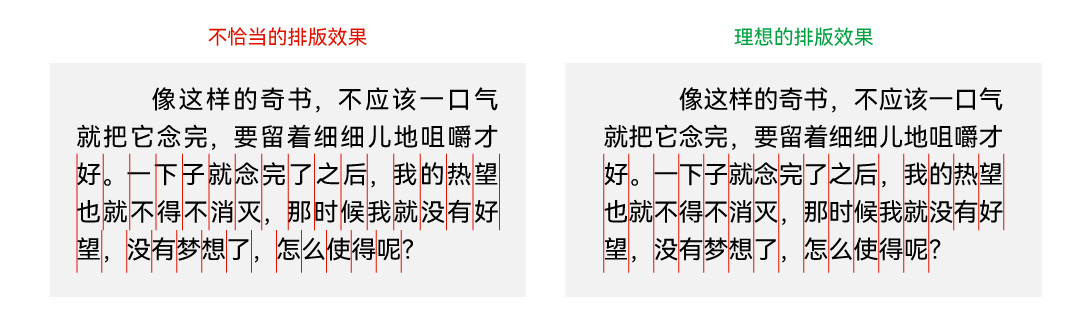 不恰当的排版效果
像这样的奇书，不应该一口气
就把它念完，要留着细细儿地咀嚼才
好。一下子就念完了之后，我的热望
也就不得不消灭，那时候我就没有好
望，没有梦想了，怎么使得呢？
理想的排版效果
像这样的奇书，不应该一口气
就把它念完，要留着细细儿地咀嚼才
好。一下子就念完了之后，我的热望
也就不得不消灭，那时候我就没有好
望，没有梦想了，怎么使得呢？